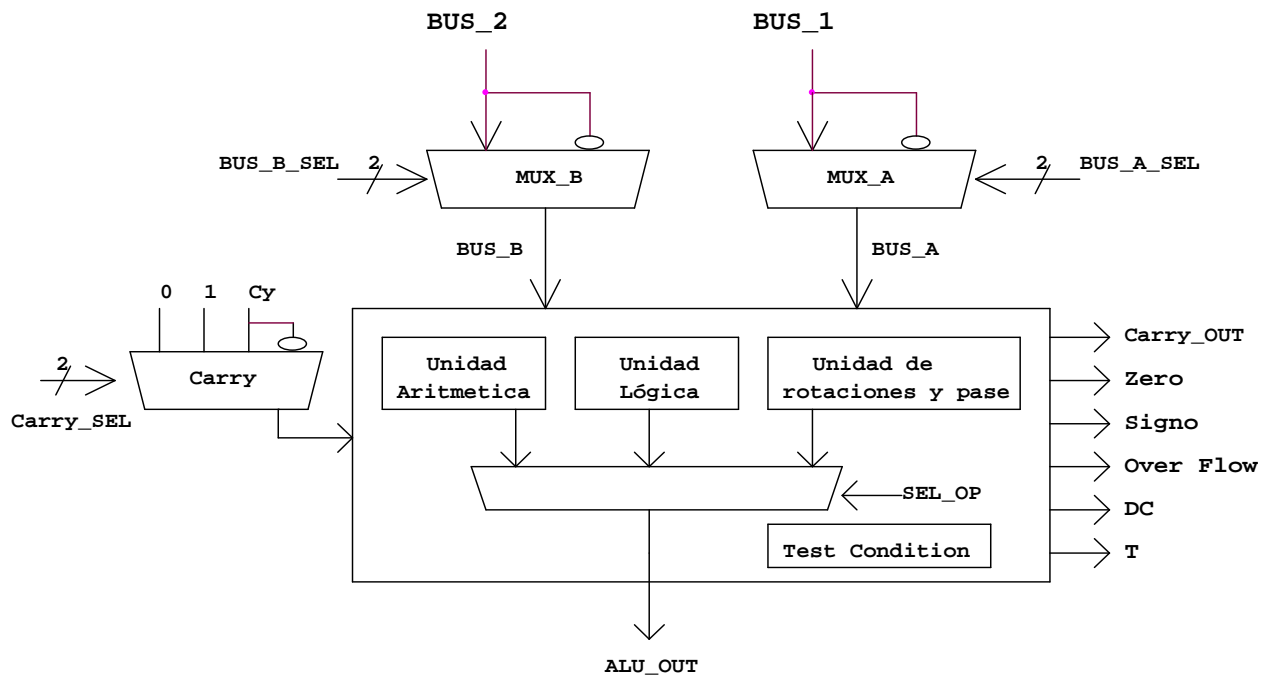 BUS_2
BUS_1
BUS_B_SEL
2
MUX_B
MUX_A
2
BUS_A_SEL
BUS_B
BUS_A
0
1
Cy
2
Carry
Carry_SEL
Unidad
Aritmetica
Unidad
Lógica
Unidad de
rotaciones y pase
Carry_OUT
Zero
Signo
Over Flow
SEL_OP
DC
Test Condition
T
ALU_OUT